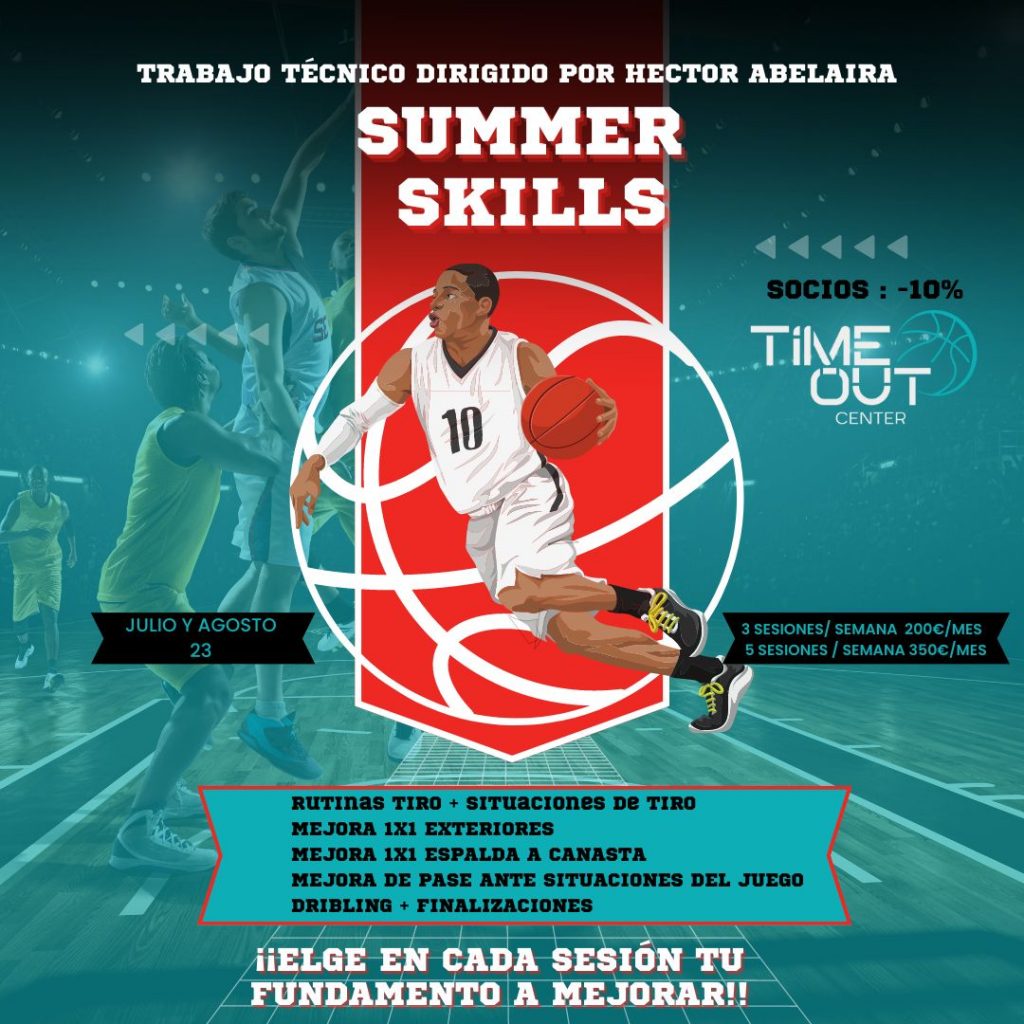 TRABAJO TÉCNICO DIRIGIDO POR HECTOR ABELAIRA
SUMMER
SKILLS
SOCIOS : -10%
TiME
OUT
CENTER
10
JULIO Y AGOSTO
23
3 SESIONES/ SEMANA 200€/MES
5 SESIONES / SEMANA 350€/MES
RUTINAS TIRO + SITUACIONES DE TIRO
MEJORA 1X1 EXTERIORES
MEJORA 1X1 ESPALDA A CANASTA
MEJORA DE PASE ANTE SITUACIONES DEL JUEGO
DRIBLING + FINALIZACIONES
¡¡ELGE EN CADA SESIÓN TU
FUNDAMENTO A MEJORAR!!